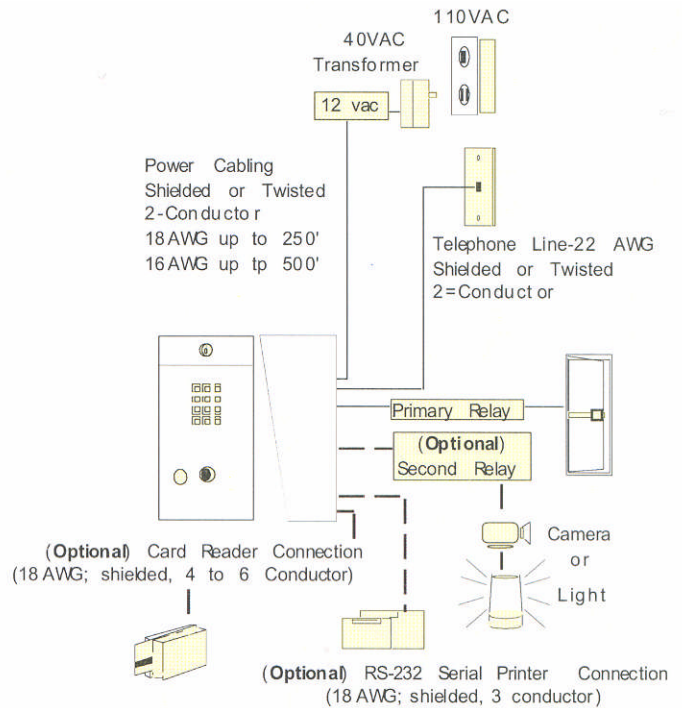 110VAC
40VAC
Transformer
12 vac
Power Cabling
Shielded or Twisted
2-Conductor
18AWG up to 250'
16AWG up tp 500'
Telephone Line-22 AWG
Shielded or Twisted
2=Conductor
Primary Relay
(Optional)
Second Relay
Camera
or
Light
(Optional) Card Reader Connection
(18 AWG; shielded, 4 to 6 Conductor)
(Optional) RS-232 Serial Printer Connection
(18 AWG; shielded, 3 conductor)